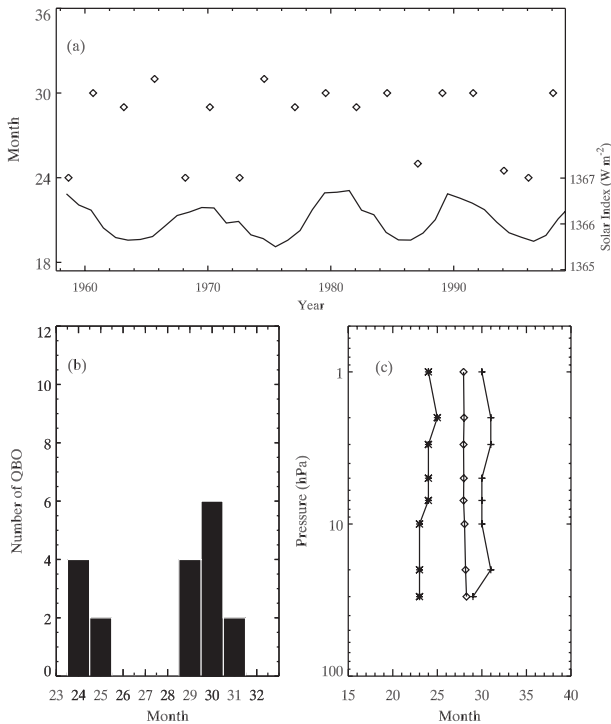 36
(a)
30
Month
24
18
1367
1366
1365
Solar Index (W m-2)
1960
1970
1980
1990
Year
12
(b)
10
8
6
4
2
0
Number of QBO
23 24 25 26 27 28 29 30 31 32
Month
(c)
1
10
100
Pressure (hPa)
15 20 25 30 35 40
Month